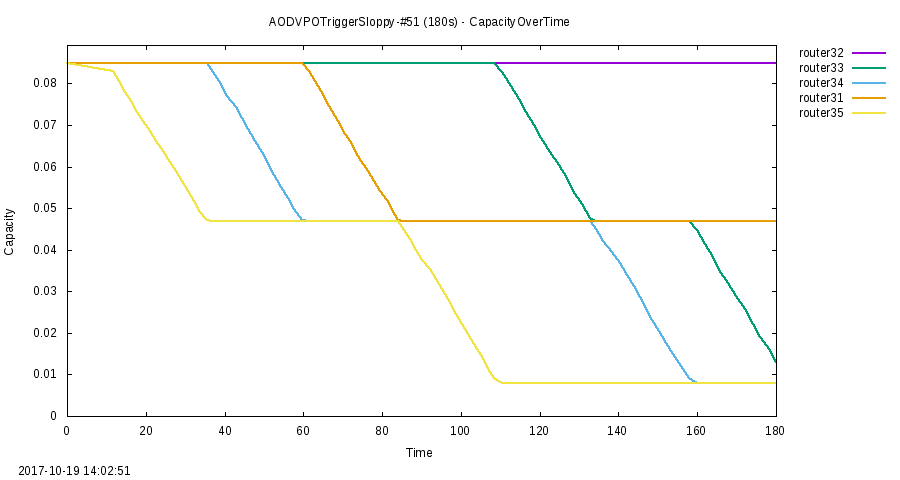 AODVPOTriggerSloppy-#51 (180s) - CapacityOverTime
router32
router33
router34
router31
router35
0.08
0.07
0.06
0.05
0.04
0.03
0.02
0.01
0
Capacity
0 20 40 60 80 100 120 140 160 180
Time
2017-10-19 14:02:51